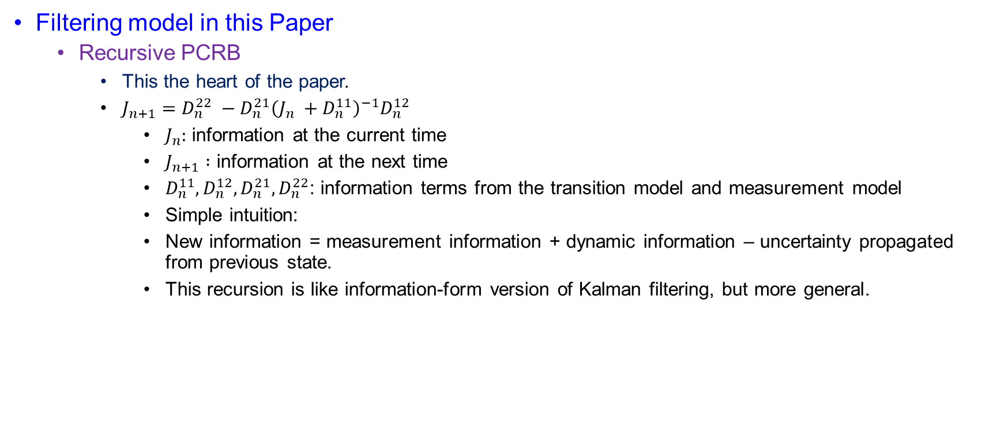 • Filtering model in this Paper
• Recursive PCRB
• This the heart of the paper.
• $J_{n+1} = D_n^{22} - D_n^{21}(J_n + D_n^{11})^{-1}D_n^{12}$
• $J_n$: information at the current time
• $J_{n+1}$ : information at the next time
• $D_n^{11}, D_n^{12}, D_n^{21}, D_n^{22}$: information terms from the transition model and measurement model
• Simple intuition:
• New information = measurement information + dynamic information – uncertainty propagated
from previous state.
• This recursion is like information-form version of Kalman filtering, but more general.